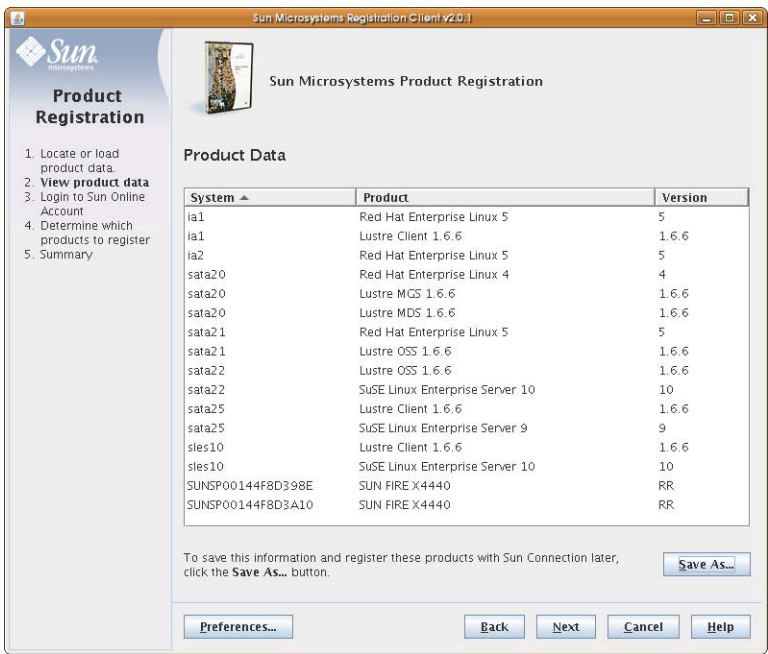 Sun Microsystems Registration Client v2.0.1
Sun
microsystems
Product
Registration
1. Locate or load
product data.
2. View product data
3. Login to Sun Online
Account
4. Determine which
products to register
5. Summary
Sun Microsystems Product Registration
Product Data
System Product Version
ia1 Red Hat Enterprise Linux 5 5
ia1 Lustre Client 1.6.6 1.6.6
ia2 Red Hat Enterprise Linux 5 5
sata20 Red Hat Enterprise Linux 4 4
sata20 Lustre MGS 1.6.6 1.6.6
sata20 Lustre MDS 1.6.6 1.6.6
sata21 Red Hat Enterprise Linux 5 5
sata21 Lustre OSS 1.6.6 1.6.6
sata22 Lustre OSS 1.6.6 1.6.6
sata22 SuSE Linux Enterprise Server 10 10
sata25 Lustre Client 1.6.6 1.6.6
sata25 SuSE Linux Enterprise Server 9 9
sles10 Lustre Client 1.6.6 1.6.6
sles10 SuSE Linux Enterprise Server 10 10
SUNSP00144F8D398E SUN FIRE X4440 RR
SUNSP00144F8D3A10 SUN FIRE X4440 RR
To save this information and register these products with Sun Connection later,
click the Save As... button.
Save As...
Preferences... Back Next Cancel Help